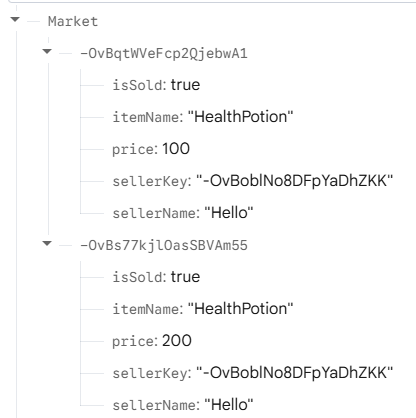 Market
-OvBqtWVeFcp2QjebwA1
isSold: true
itemName: "HealthPotion"
price: 100
sellerKey: "-OvBoblNo8DFpYaDhZKK"
sellerName: "Hello"
-OvBs77kjlOasSBVAm55
isSold: true
itemName: "HealthPotion"
price: 200
sellerKey: "-OvBoblNo8DFpYaDhZKK"
sellerName: "Hello"